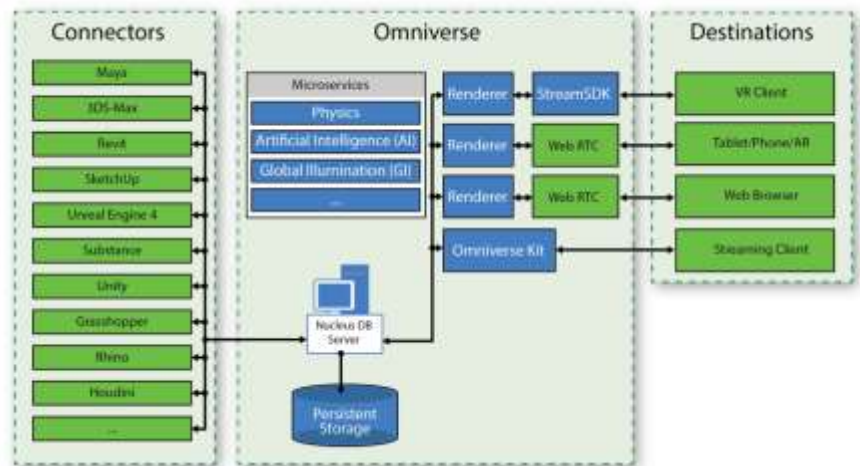 Connectors
Maya
3DS-Max
Revit
SketchUp
Unreal Engine 4
Substance
Unity
Grasshopper
Rhino
Houdini
...
Omniverse
Microservices
Physics
Artificial Intelligence (AI)
Global Illumination (GI)
...
Renderer
StreamSDK
Renderer
Web RTC
Renderer
Web RTC
Omniverse Kit
Nucleus DB
Server
Persistent
Storage
Destinations
VR Client
Tablet/Phone/AR
Web Browser
Streaming Client